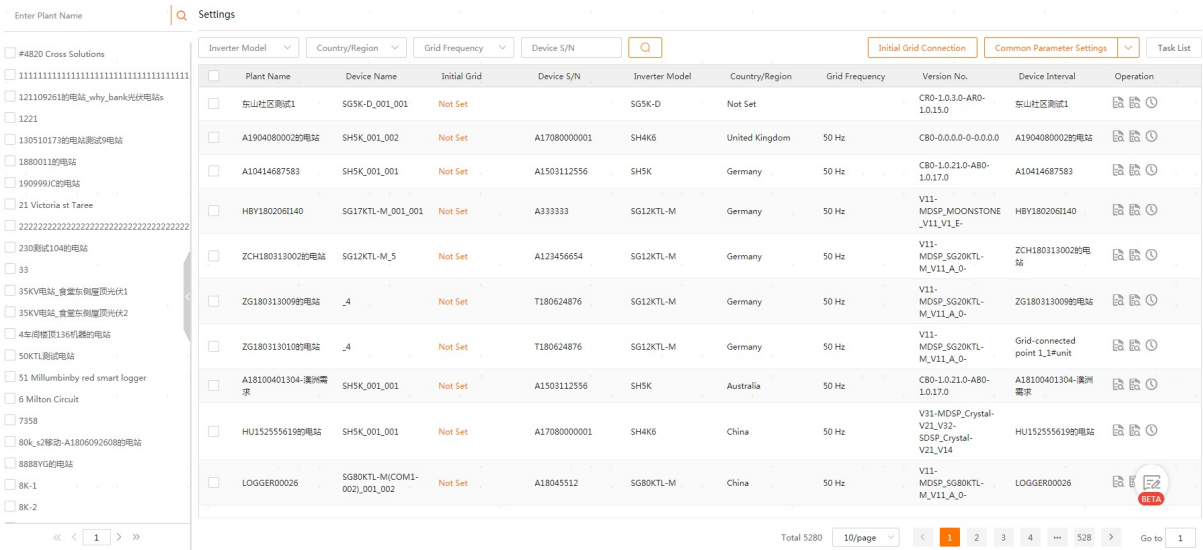 Enter Plant Name
#4820 Cross Solutions
1111111111111111111111111111111111
121109261的电站_why_bank光伏电站s
1221
130510173的电站测试9电站
1880011的电站
190999JC的电站
21 Victoria st Taree
2222222222222222222222222222222222
230测试104的电站
33
35KV电站_食堂东侧屋顶光伏1
35KV电站_食堂东侧屋顶光伏2
4车间楼顶136机器的电站
50KTL测试电站
51 Millumbinby red smart logger
6 Milton Circuit
7358
80k_s2移动-A1806092608的电站
8888YG的电站
8K-1
8K-2
1
Settings
Inverter Model Country/Region Grid Frequency Device S/N Initial Grid Connection Common Parameter Settings Task List
Plant Name Device Name Initial Grid Device S/N Inverter Model Country/Region Grid Frequency Version No. Device Interval Operation
东山社区测试1 SG5K-D_001_001 Not Set SG5K-D Not Set CR0-1.0.3.0-AR0-
1.0.15.0 东山社区测试1
A1904080002的电站 SH5K_001_002 Not Set A17080000001 SH4K6 United Kingdom 50 Hz CB0-0.0.0.0-0-0.0.0.0 A1904080002的电站
A10414687583 SH5K_001_001 Not Set A1503112556 SH5K Germany 50 Hz CB0-1.0.21.0-AB0-
1.0.17.0 A10414687583
HBY180206I140 SG17KTL-M_001_001 Not Set A333333 SG12KTL-M Germany 50 Hz V11-
MDSP_MOONSTONE
_V11_V1_E- HBY180206I140
ZCH180313002的电站 SG12KTL-M_5 Not Set A123456654 SG12KTL-M Germany 50 Hz V11-
MDSP_SG20KTL-
M_V11_A_0- ZCH180313002的电
站
ZG180313009的电站 _4 Not Set T180624876 SG12KTL-M Germany 50 Hz V11-
MDSP_SG20KTL-
M_V11_A_0- ZG180313009的电站
ZG180313010的电站 _4 Not Set T180624876 SG12KTL-M Germany 50 Hz V11-
MDSP_SG20KTL-
M_V11_A_0- Grid-connected
point 1_1#unit
A18100401304-澳洲需
求 SH5K_001_001 Not Set A1503112556 SH5K Australia 50 Hz CB0-1.0.21.0-AB0-
1.0.17.0 A18100401304-澳洲
需求
HU152555619的电站 SH5K_001_001 Not Set A17080000001 SH4K6 China 50 Hz V31-MDSP_Crystal-
V21_V32-
SDSP_Crystal-
V21_V14 HU152555619的电站
LOGGER00026 SG80KTL-M(COM1-
002)_001_002 Not Set A18045512 SG80KTL-M China 50 Hz V11-
MDSP_SG80KTL-
M_V11_A_0- LOGGER00026
BETA
Total 5280 10/page 1 2 3 4 ••• 528 Go to 1